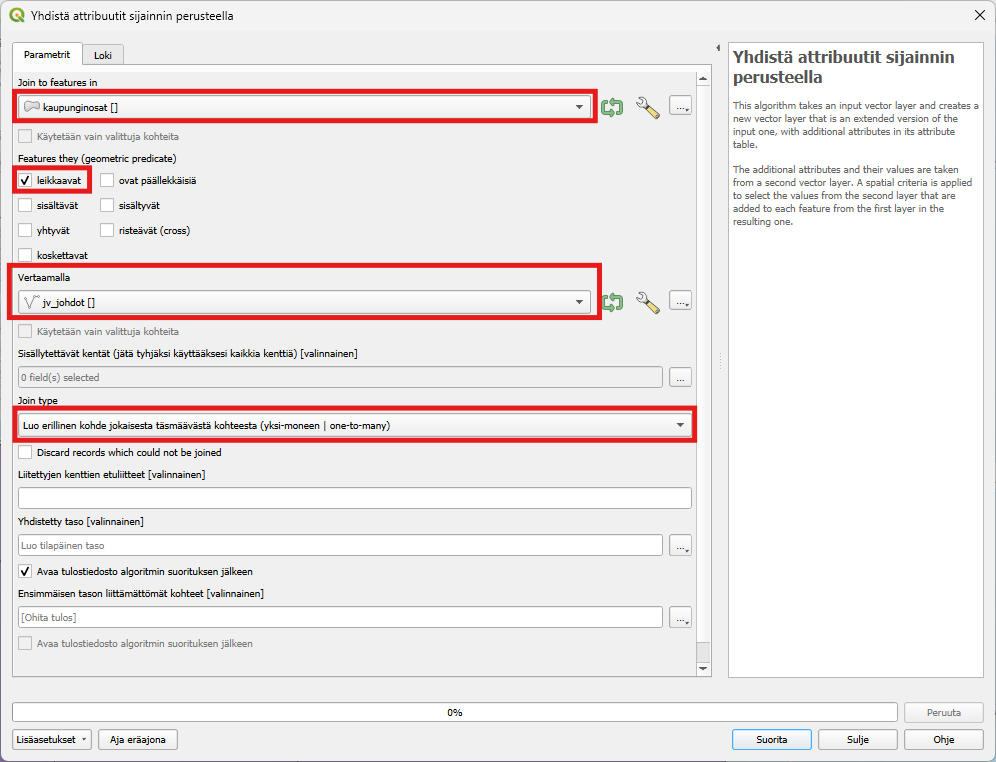 Yhdistä attribuutit sijainnin perusteella
Parametrit
Loki
Join to features in
kaupunginosat []
...
Käytetään vain valittuja kohteita
Features they (geometric predicate)
leikkaavat
ovat päällekkäisiä
sisältävät
sisältyvät
yhtyvät
risteävät (cross)
koskettavat
Vertaamalla
jv_johdot []
...
Käytetään vain valittuja kohteita
Sisällytettävät kentät (jätä tyhjäksi käyttääksesi kaikkia kenttiä) [valinnainen]
0 field(s) selected
...
Join type
Luo erillinen kohde jokaisesta täsmäävästä kohteesta (yksi-moneen | one-to-many)
Discard records which could not be joined
Liitettyjen kenttien etuliitteet [valinnainen]
Yhdistetty taso [valinnainen]
Luo tilapäinen taso
...
Avaa tulostiedosto algoritmin suorituksen jälkeen
Ensimmäisen tason liittämättömät kohteet [valinnainen]
[Ohita tulos]
...
Avaa tulostiedosto algoritmin suorituksen jälkeen
Yhdistä attribuutit sijainnin
perusteella
This algorithm takes an input vector layer and creates a
new vector layer that is an extended version of the
input one, with additional attributes in its attribute
table.
The additional attributes and their values are taken
from a second vector layer. A spatial criteria is applied
to select the values from the second layer that are
added to each feature from the first layer in the
resulting one.
0%
Peruuta
Lisäasetukset
Aja eräajona
Suorita
Sulje
Ohje